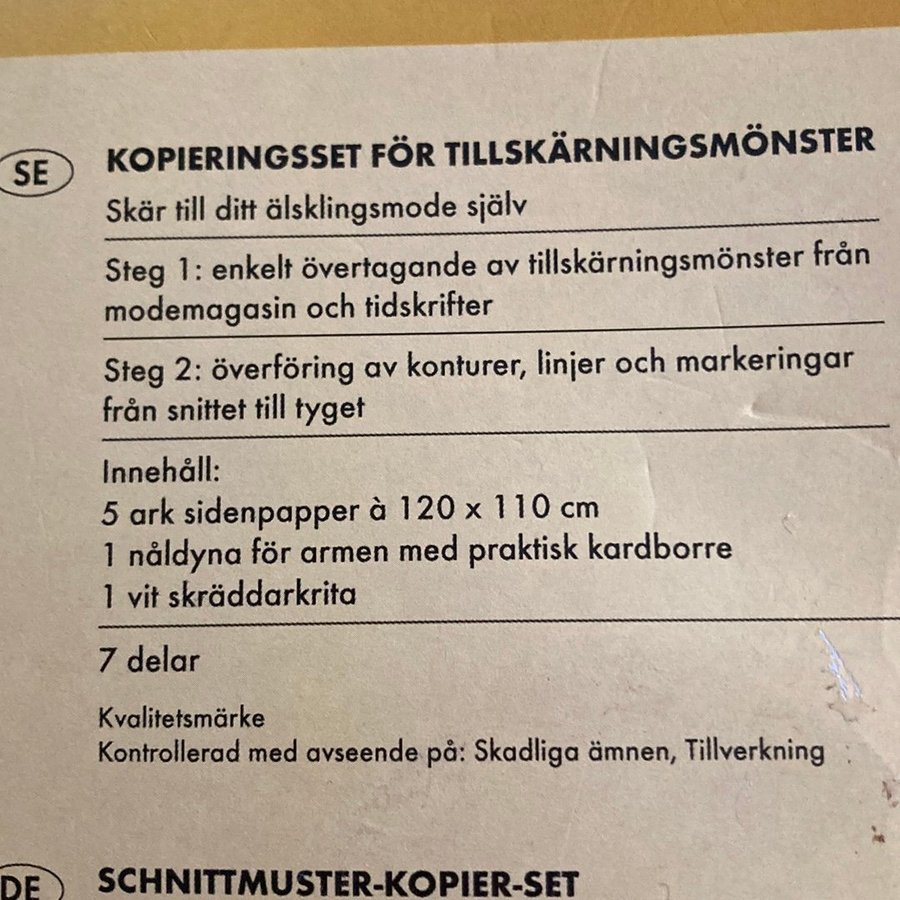 SE
KOPIERINGSSET FÖR TILLSKÄRNINGSMÖNSTER
Skär till ditt älsklingsmode själv
Steg 1: enkelt övertagande av tillskärningsmönster från
modemagasin och tidskrifter
Steg 2: överföring av konturer, linjer och markeringar
från snittet till tyget
Innehåll:
5 ark sidenpapper à 120 x 110 cm
1 nåldyna för armen med praktisk kardborre
1 vit skräddarkrita
7 delar
Kvalitetsmärke
Kontrollerad med avseende på: Skadliga ämnen, Tillverkning
DE
SCHNITTMUSTER-KOPIER-SET